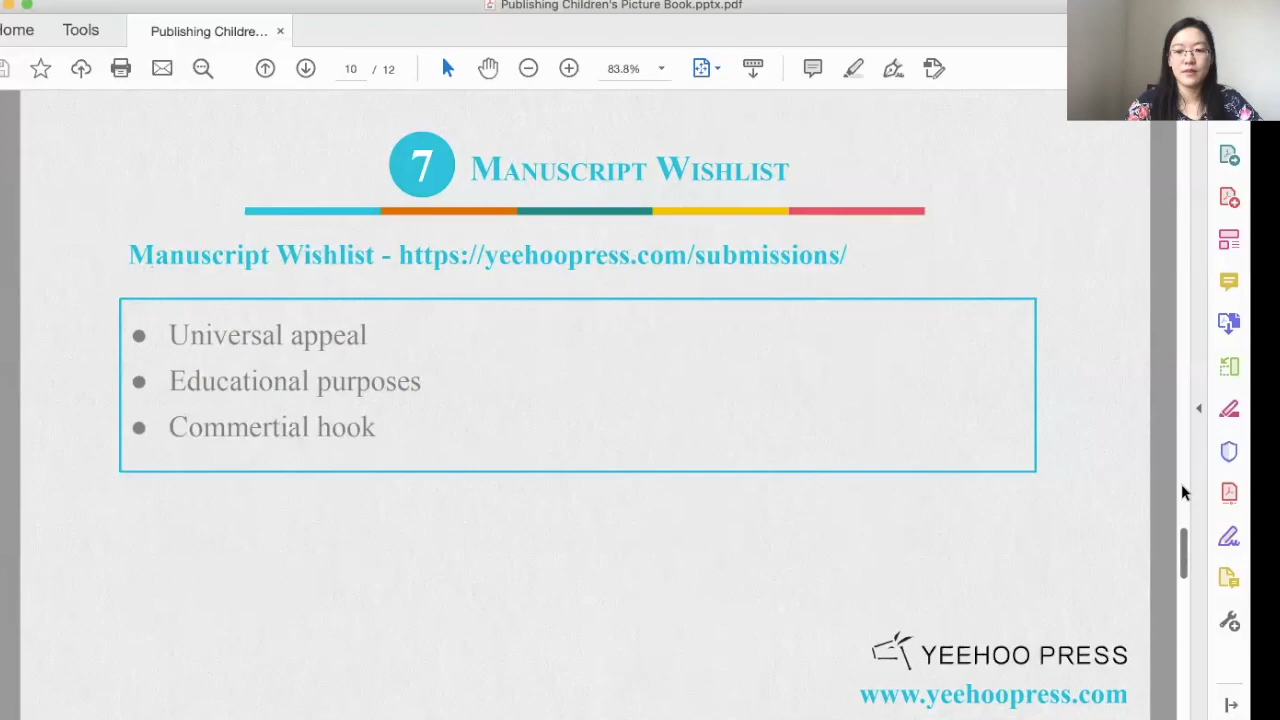 Publishing Children's Picture Book.pptx.pdf
Home Tools Publishing Childre... ×
10 / 12 83.8%
7 MANUSCRIPT WISHLIST
Manuscript Wishlist - https://yeehoopress.com/submissions/
● Universal appeal
● Educational purposes
● Commertial hook
YEEHOO PRESS
www.yeehoopress.com